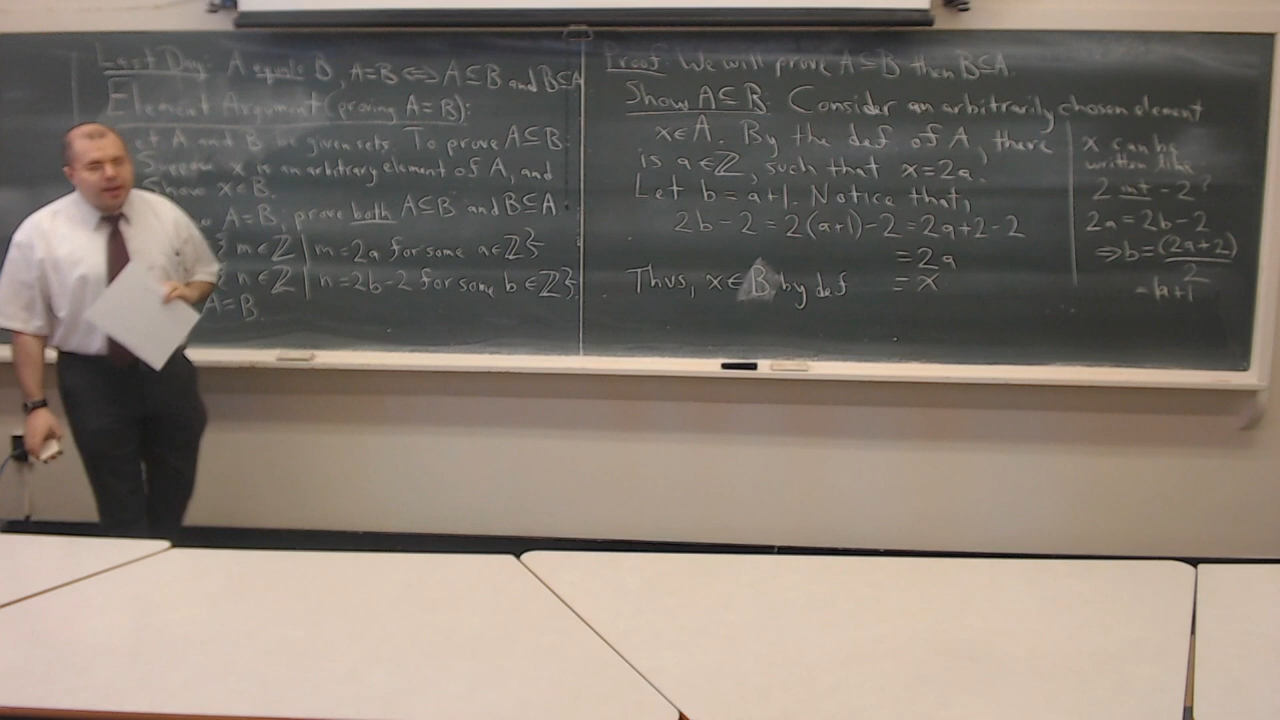 Last Day: A equals B, A=B ⟺ A⊆B and B⊆A
Element Argument (proving A=B):
et A and B be given sets. To prove A⊆B:
Suppose x is an arbitrary element of A, and
Show x∈B.
A=B, prove both A⊆B and B⊆A
{m∈ℤ | m=2a for some a∈ℤ}
{n∈ℤ | n=2b-2 for some b∈ℤ},
A=B.
Proof: We will prove A⊆B then B⊆A.
Show A⊆B: Consider an arbitrarily chosen element
x∈A. By the def of A, there
is a∈ℤ, such that x=2a.
Let b=a+1. Notice that,
2b-2=2(a+1)-2=2a+2-2
=2a
Thus, x∈B by def =x
x can be
written like
2 int -2?
2a=2b-2
⇒b=(2a+2)
2
=a+1